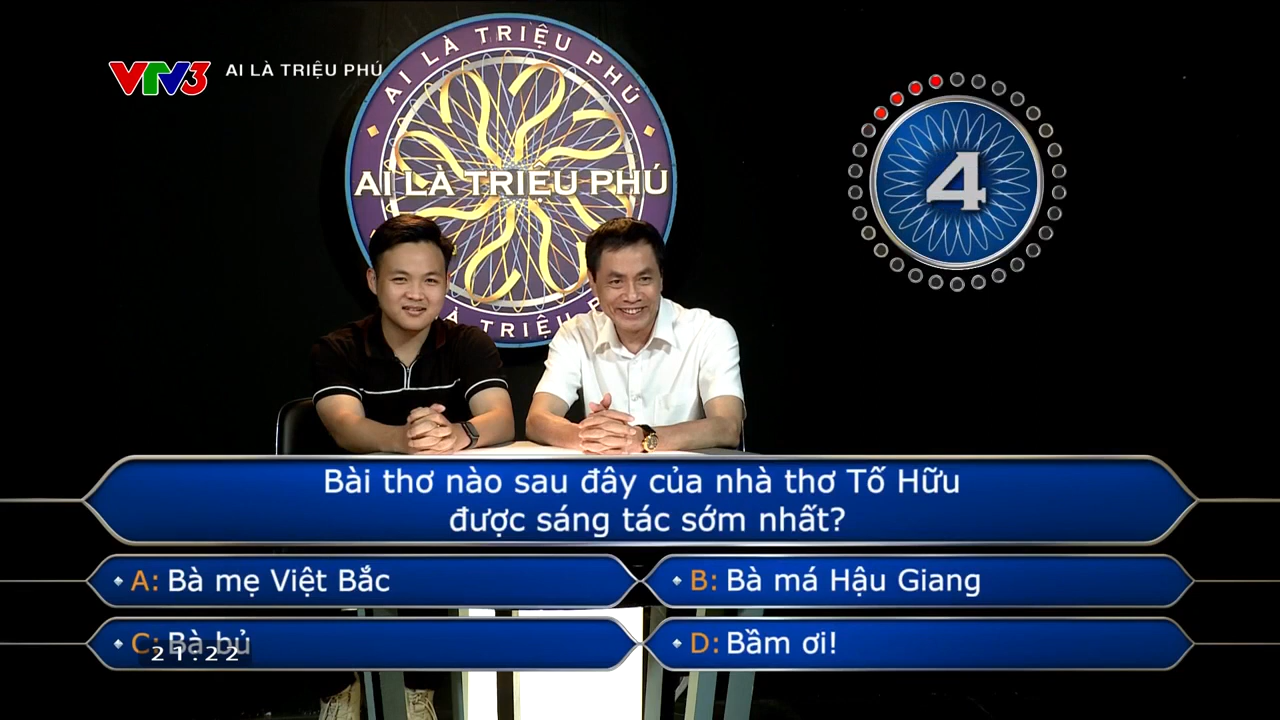 VTV3 AI LÀ TRIỆU PHÚ
AI LÀ TRIỆU PHÚ
AI LÀ TRIỆU PHÚ
LÀ TRIỆU P
4
Bài thơ nào sau đây của nhà thơ Tố Hữu
được sáng tác sớm nhất?
A: Bà mẹ Việt Bắc
B: Bà má Hậu Giang
C: Bà bủ
21:22
D: Bầm ơi!